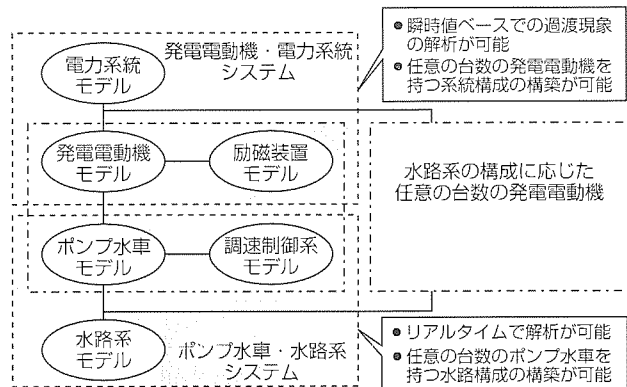 発電電動機・電力系統
システム
電力系統
モデル
● 瞬時値ベースでの過渡現象
の解析が可能
● 任意の台数の発電電動機を
持つ系統構成の構築が可能
発電電動機
モデル
励磁装置
モデル
水路系の構成に応じた
任意の台数の発電電動機
ポンプ水車
モデル
調速制御系
モデル
水路系
モデル
ポンプ水車・水路系
システム
● リアルタイムで解析が可能
● 任意の台数のポンプ水車を
持つ水路構成の構築が可能